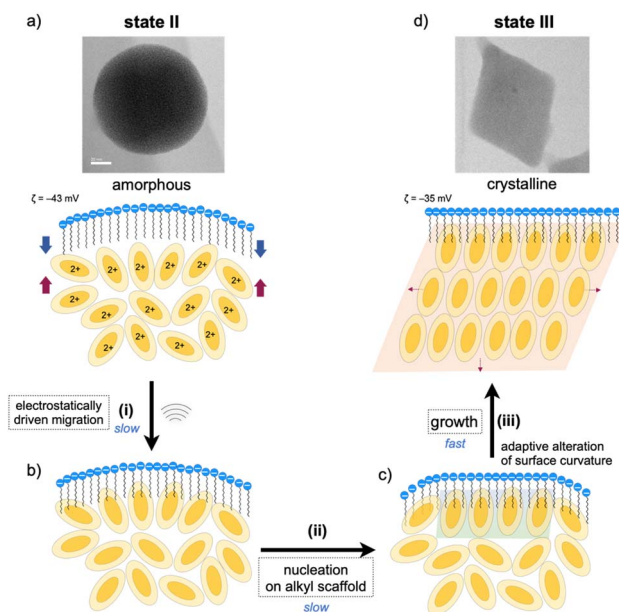 a)
state II
amorphous
ζ = –43 mV
2+ 2+ 2+ 2+ 2+ 2+
2+ 2+ 2+ 2+ 2+
2+ 2+ 2+ 2+
electrostatically
driven migration
(i)
slow
b)
(ii)
nucleation
on alkyl scaffold
slow
c)
growth
fast
(iii)
adaptive alteration
of surface curvature
d)
state III
crystalline
ζ = –35 mV